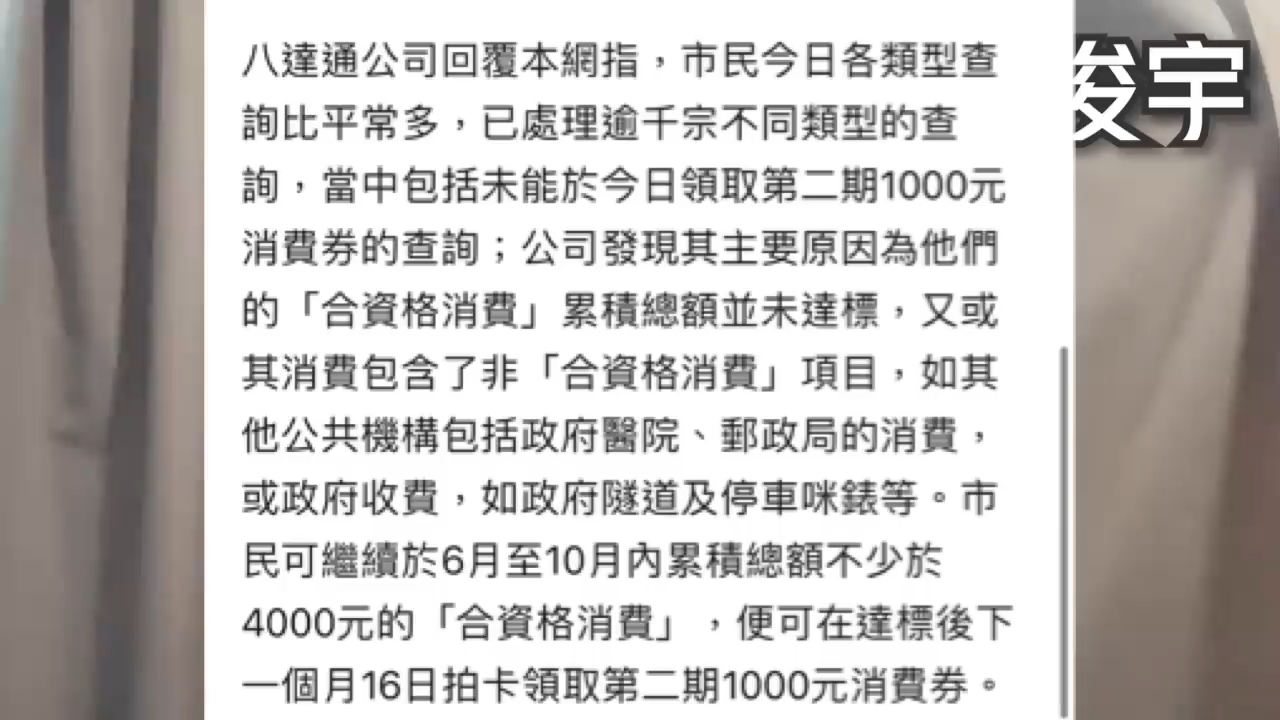 八達通公司回覆本網指，市民今日各類型查
詢比平常多，已處理逾千宗不同類型的查
詢，當中包括未能於今日領取第二期1000元
消費券的查詢；公司發現其主要原因為他們
的「合資格消費」累積總額並未達標，又或
其消費包含了非「合資格消費」項目，如其
他公共機構包括政府醫院、郵政局的消費，
或政府收費，如政府隧道及停車咪錶等。市
民可繼續於6月至10月內累積總額不少於
4000元的「合資格消費」，便可在達標後下
一個月16日拍卡領取第二期1000元消費券。
俊宇